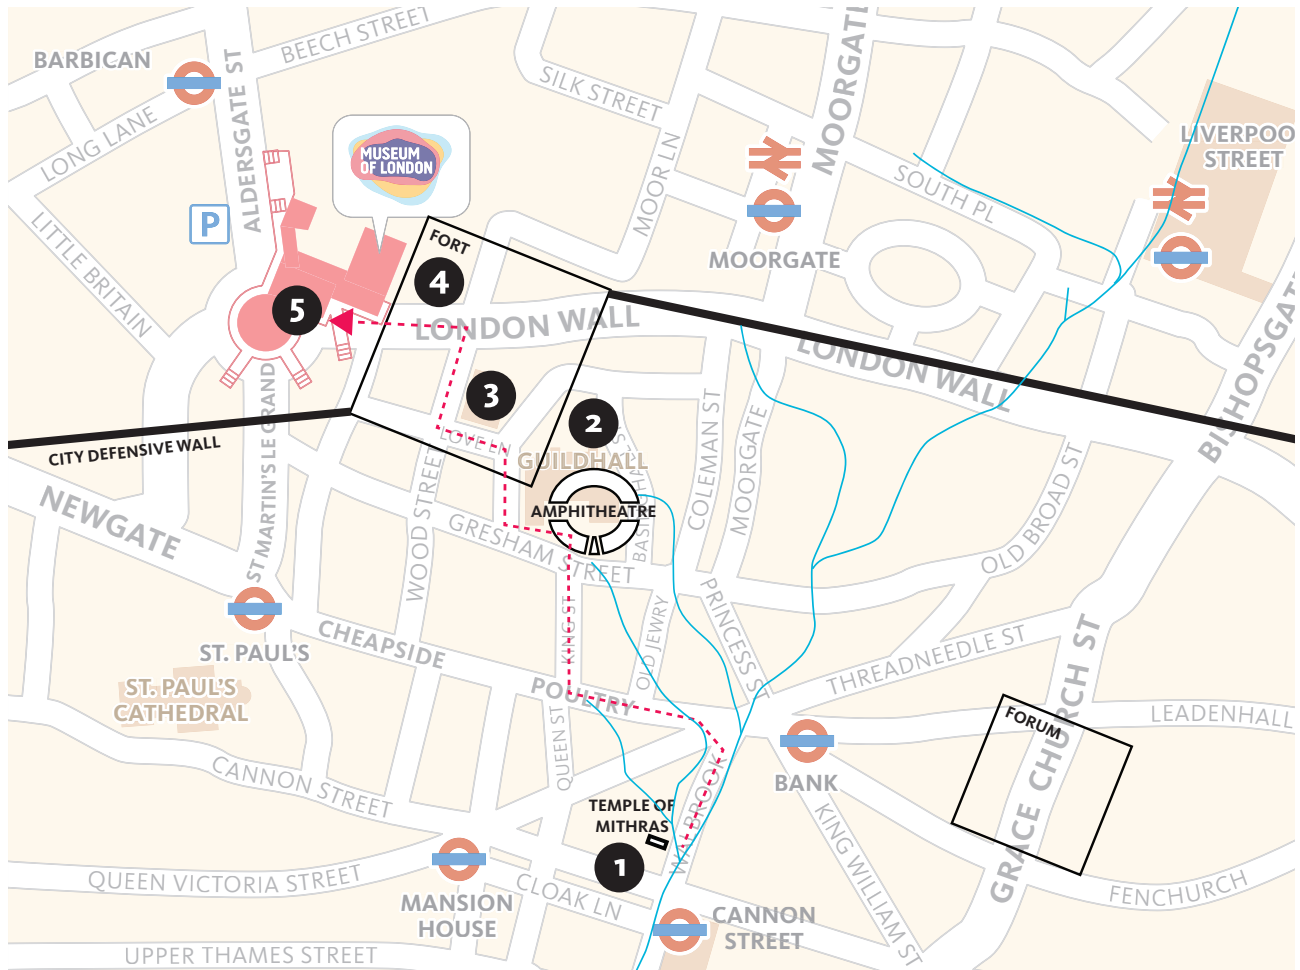 BARBICAN
BEECH STREET
ALDERSGATE ST
LONG LANE
LITTLE BRITAIN
P
MUSEUM
OF LONDON
SILK STREET
MOOR LN
MOORGATE
MOORGATE
SOUTH PL
LIVERPOO
STREET
BISHOPSGAT
FORT
4
5
LONDON WALL
LONDON WALL
3
2
LOVE LN
GUILDHALL
AMPHITHEATRE
CITY DEFENSIVE WALL
NEWGATE
ST MARTIN'S LE GRAND
WOOD STREET
GRESHAM STREET
COLEMAN ST
MOORGATE
OLD BROAD ST
ST. PAUL'S
CHEAPSIDE
KING ST
OLD JEWRY
PRINCESS ST
THREADNEEDLE ST
GRACE CHURCH ST
ST. PAUL'S
CATHEDRAL
POULTRY
QUEEN ST
FORUM
LEADENHALL
BANK
CANNON STREET
TEMPLE OF
MITHRAS
1
WALBROOK
KING WILLIAM ST
QUEEN VICTORIA STREET
MANSION
HOUSE
CLOAK LN
CANNON
STREET
FENCHURCH
UPPER THAMES STREET